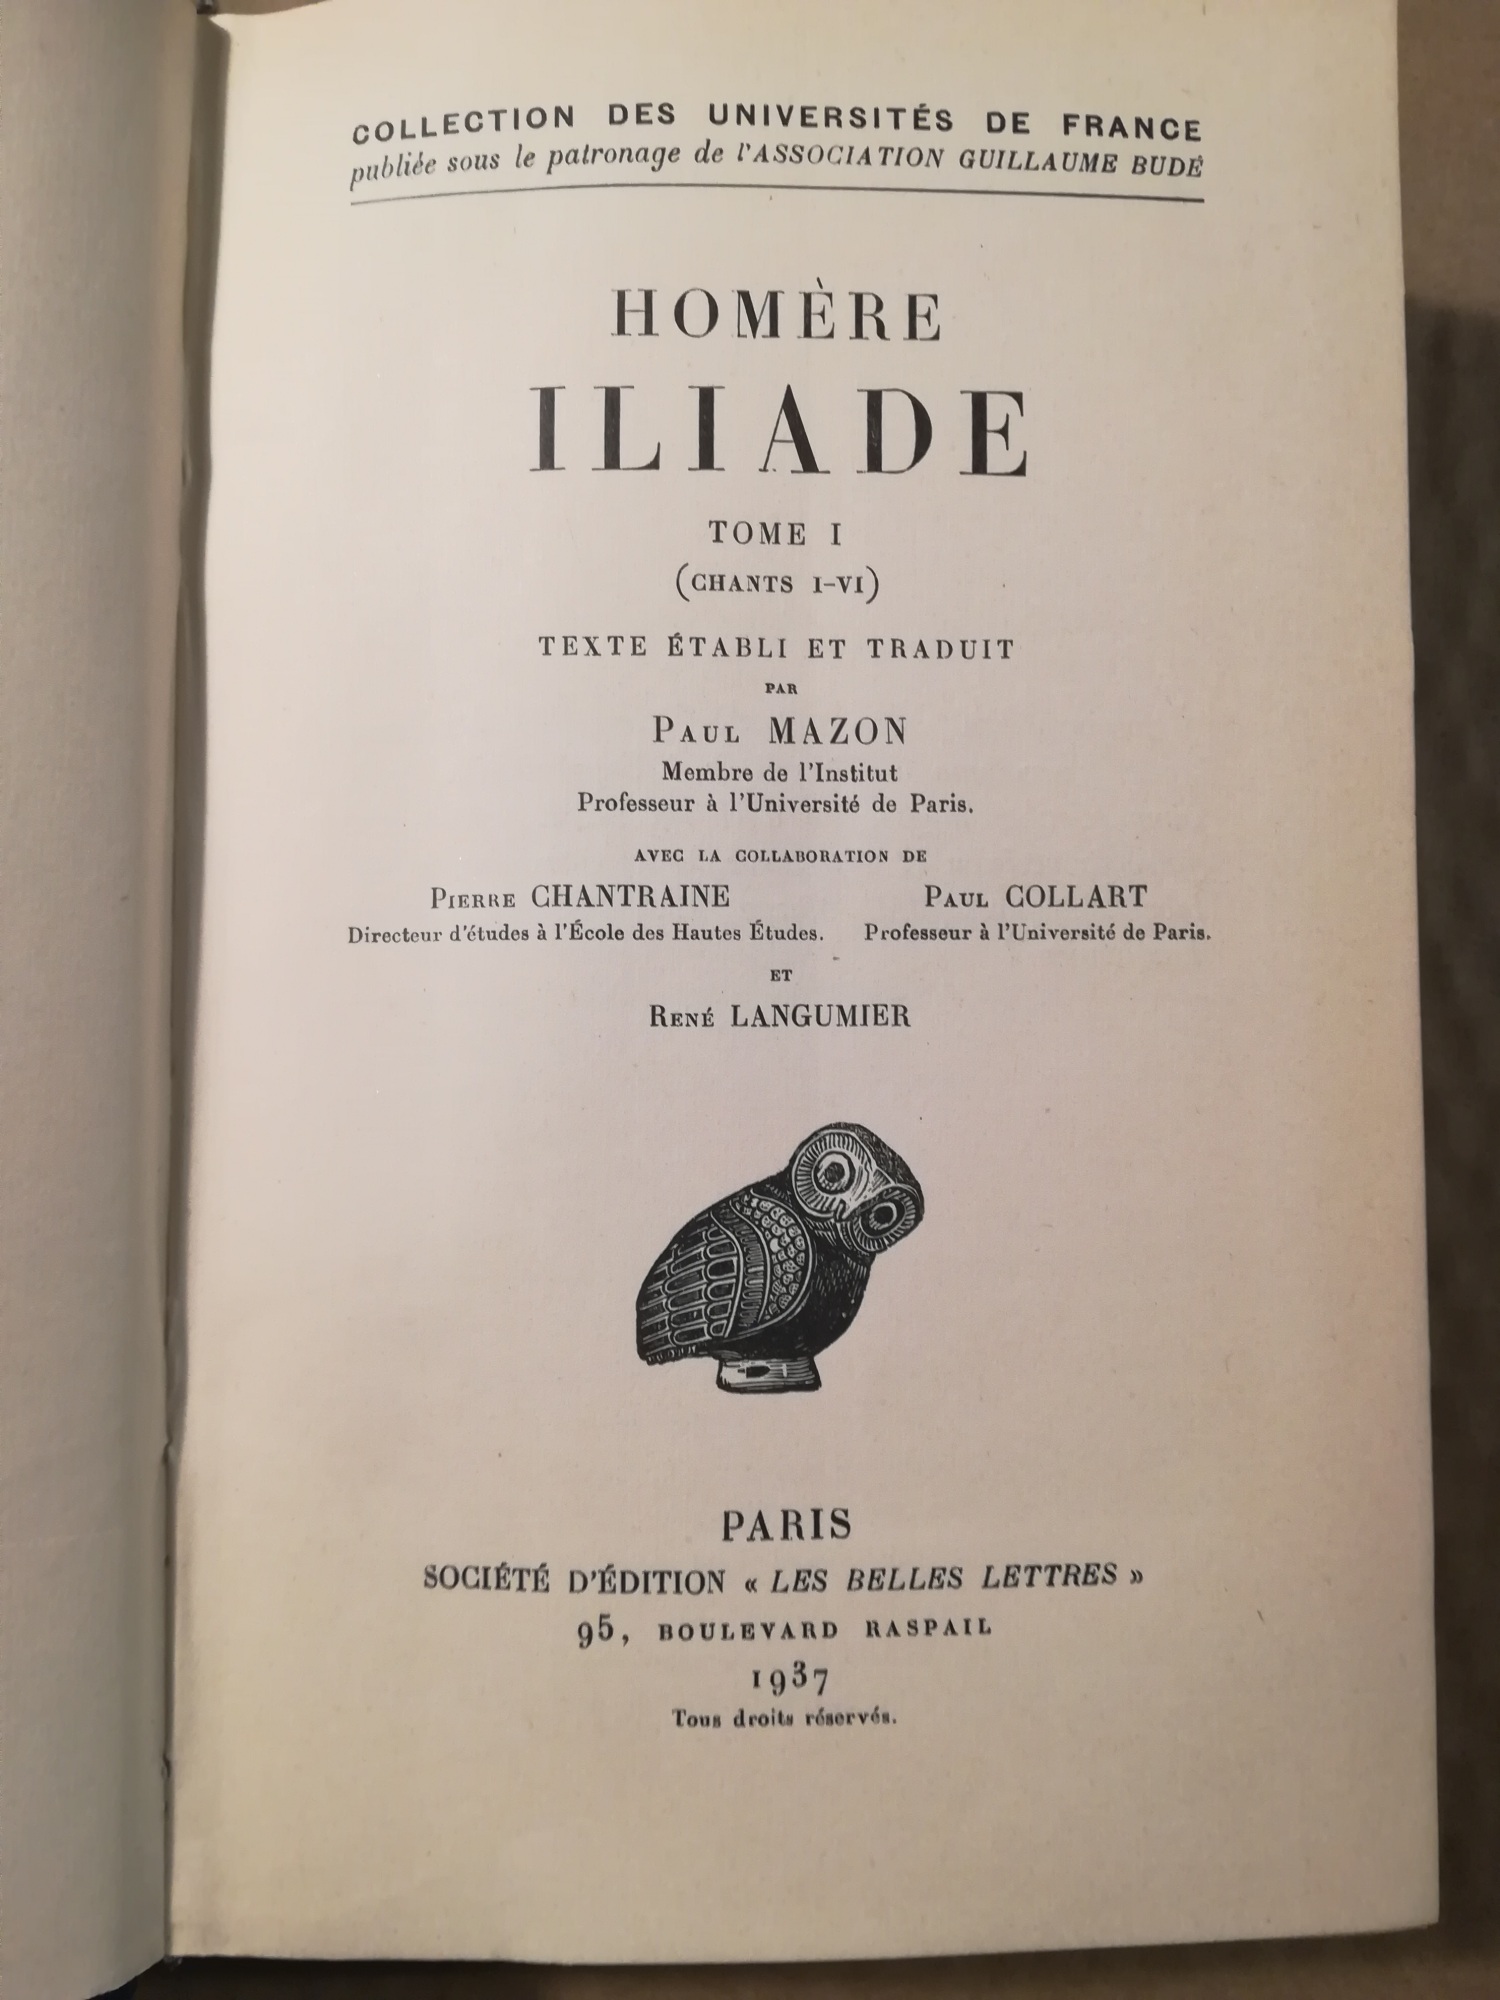 COLLECTION DES UNIVERSITÉS DE FRANCE
publiée sous le patronage de l'ASSOCIATION GUILLAUME BUDÉ
HOMÈRE
ILIADE
TOME I
(CHANTS I-VI)
TEXTE ÉTABLI ET TRADUIT
PAR
PAUL MAZON
Membre de l'Institut
Professeur à l'Université de Paris.
AVEC LA COLLABORATION DE
PIERRE CHANTRAINE PAUL COLLART
Directeur d'études à l'École des Hautes Études. Professeur à l'Université de Paris.
ET
RENÉ LANGUMIER
PARIS
SOCIÉTÉ D'ÉDITION « LES BELLES LETTRES »
95, BOULEVARD RASPAIL
1937
Tous droits réservés.